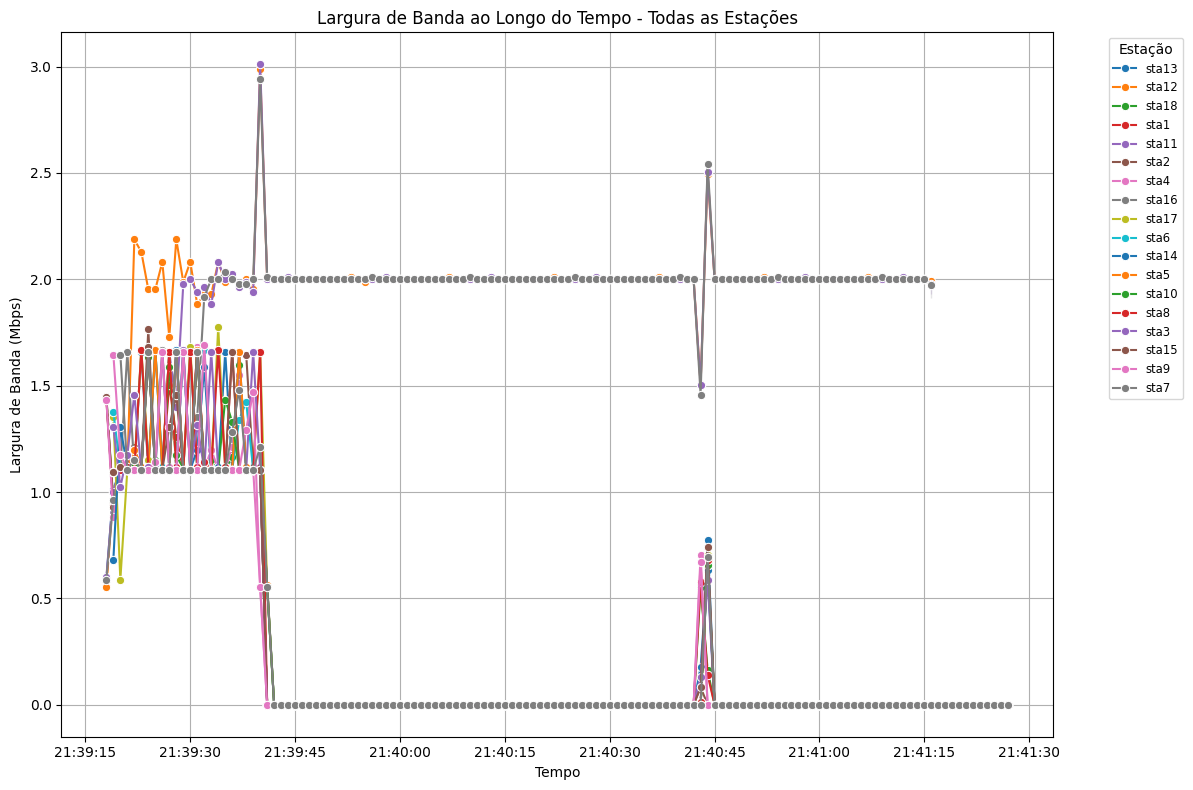 Largura de Banda ao Longo do Tempo - Todas as Estações
Largura de Banda (Mbps)
3.0
2.5
2.0
1.5
1.0
0.5
0.0
21:39:15
21:39:30
21:39:45
21:40:00
21:40:15
21:40:30
21:40:45
21:41:00
21:41:15
21:41:30
Tempo
Estação
sta13
sta12
sta18
sta1
sta11
sta2
sta4
sta16
sta17
sta6
sta14
sta5
sta10
sta8
sta3
sta15
sta9
sta7